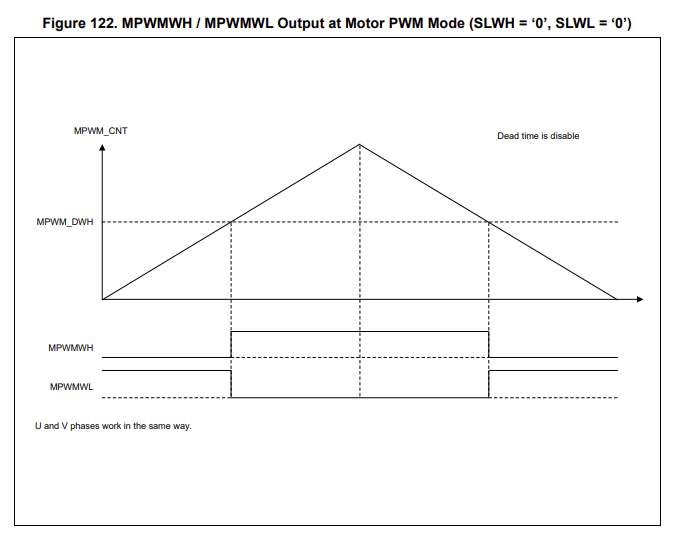 Figure 122. MPWMWH / MPWMWL Output at Motor PWM Mode (SLWH = ‘0’, SLWL = ‘0’)
MPWM_CNT
Dead time is disable
MPWM_DWH
MPWMWH
MPWMWL
U and V phases work in the same way.